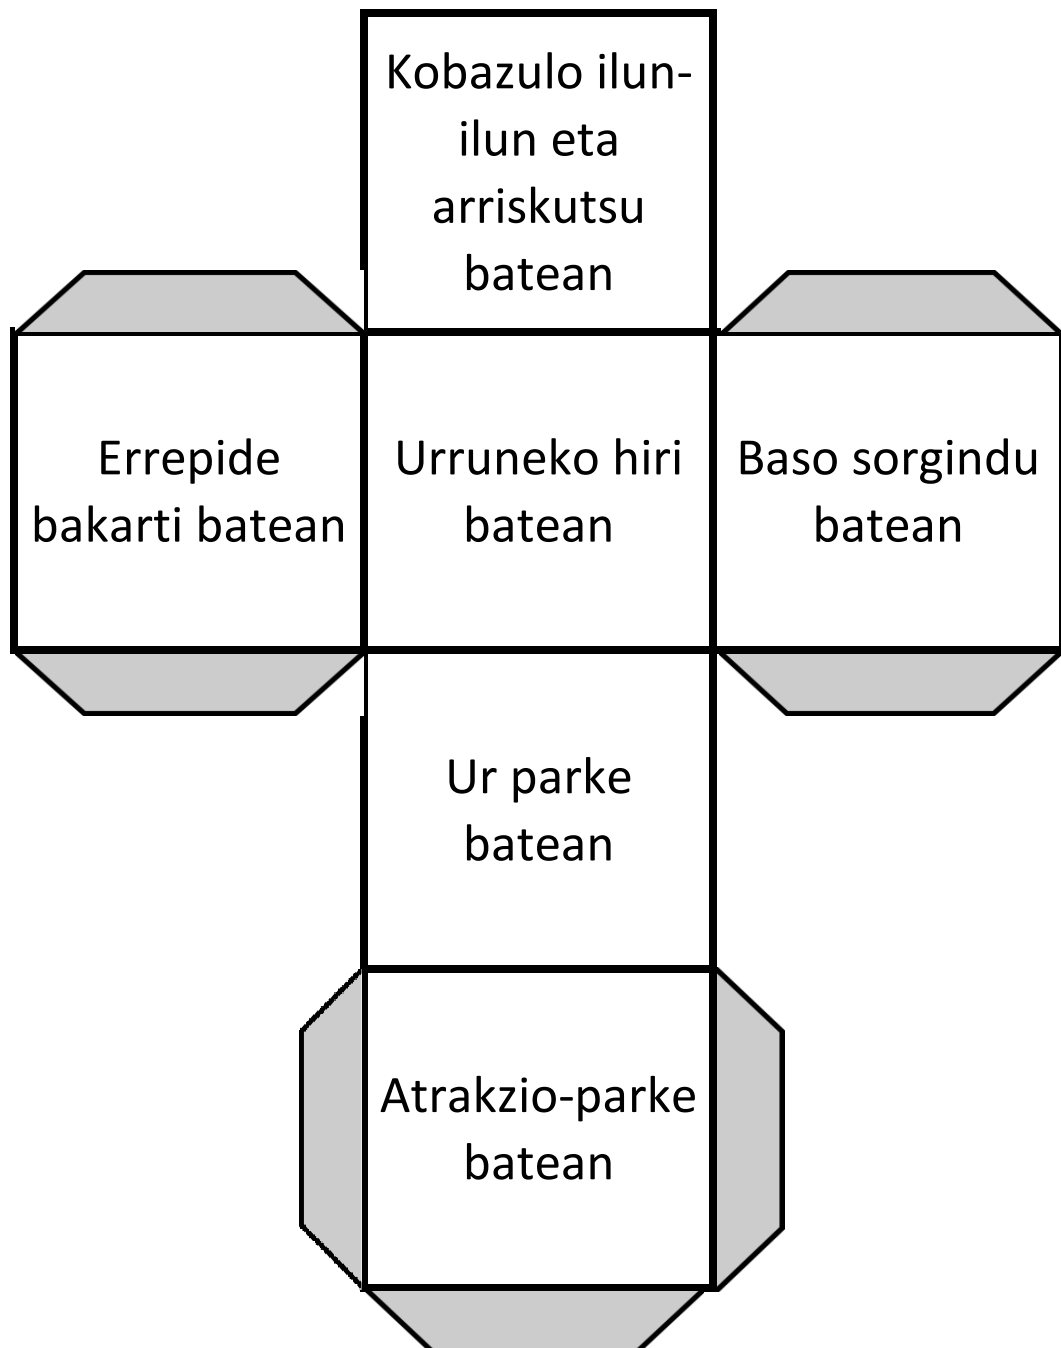 Kobazulo ilun-
ilun eta
arriskutsu
batean
Errepide
bakarti batean
Urruneko hiri
batean
Baso sorgindu
batean
Ur parke
batean
Atrakzio-parke
batean